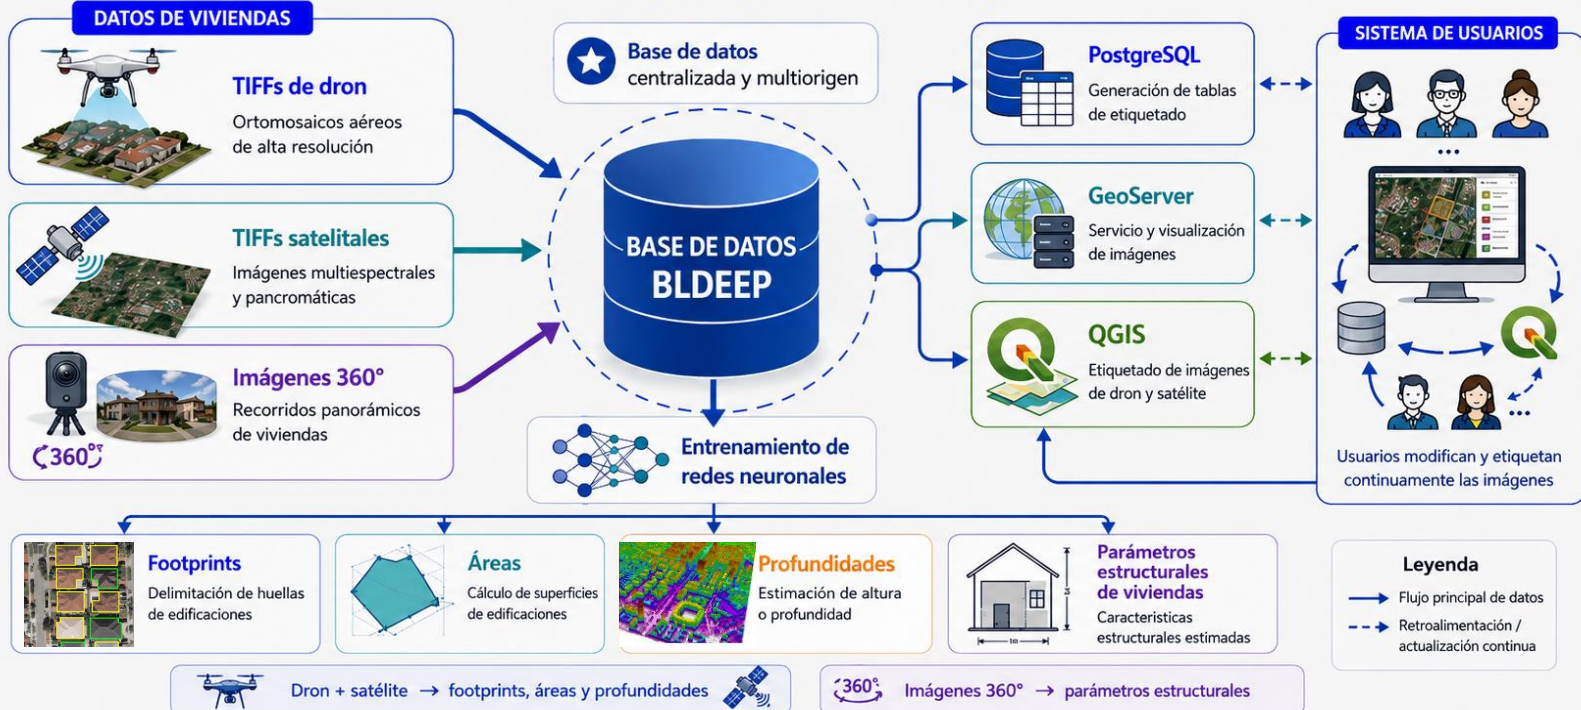 DATOS DE VIVIENDAS
TIFFs de dron
Ortomosaicos aéreos
de alta resolución
TIFFs satelitales
Imágenes multiespectrales
y pancromáticas
360°
Imágenes 360°
Recorridos panorámicos
de viviendas
Base de datos
centralizada y multiorigen
BASE DE DATOS
BLDEEP
Entrenamiento de
redes neuronales
PostgreSQL
Generación de tablas
de etiquetado
GeoServer
Servicio y visualización
de imágenes
QGIS
Etiquetado de imágenes
de dron y satélite
SISTEMA DE USUARIOS
...
...
Usuarios modifican y etiquetan
continuamente las imágenes
Footprints
Delimitación de huellas
de edificaciones
Áreas
Cálculo de superficies
de edificaciones
Profundidades
Estimación de altura
o profundidad
Parámetros
estructurales
de viviendas
Caracteristicas
estructurales estimadas
Leyenda
Flujo principal de datos
Retroalimentación /
actualización continua
Dron + satélite → footprints, áreas y profundidades
360°
Imágenes 360° → parámetros estructurales